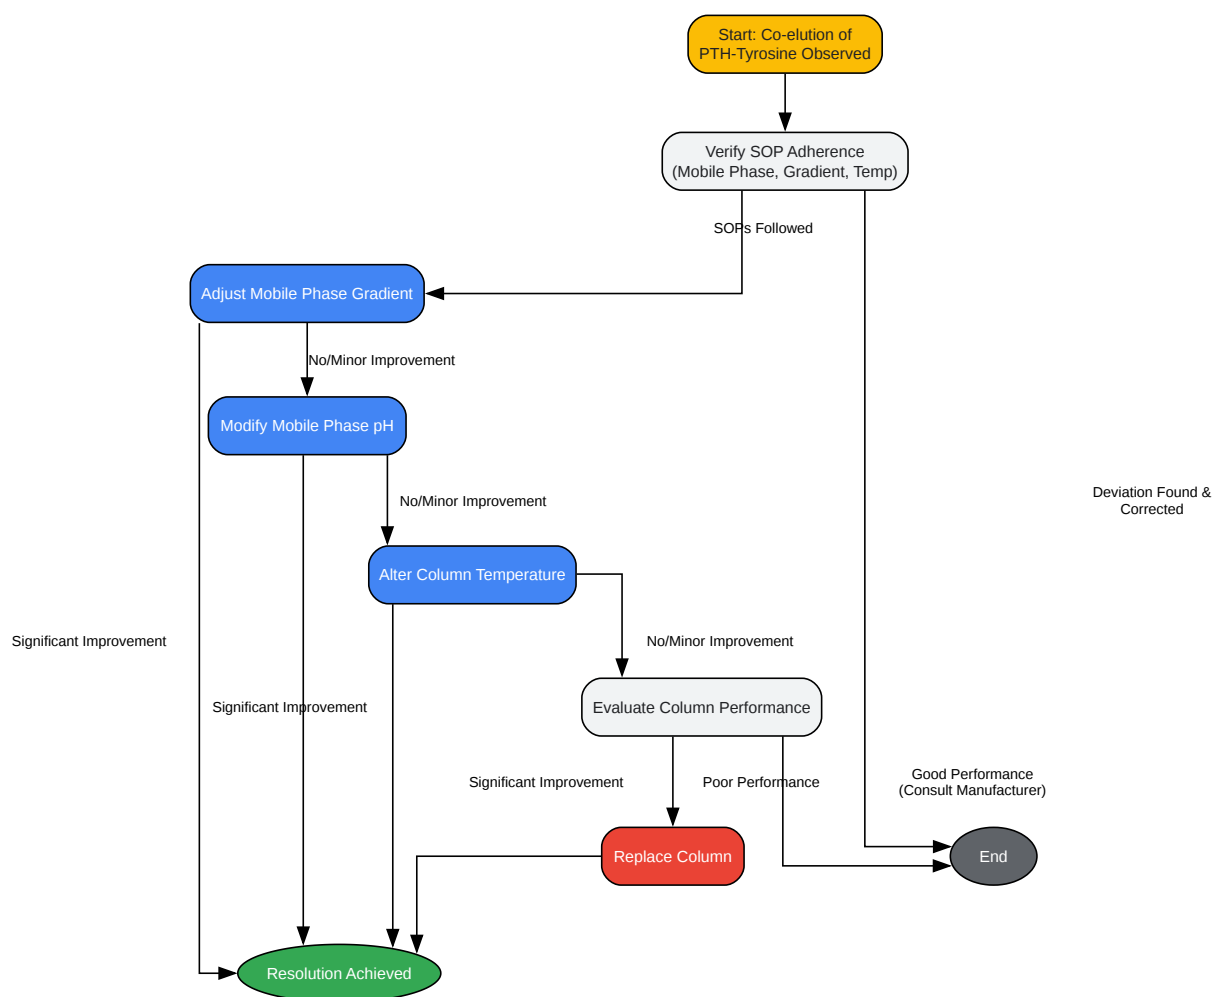 Start: Co-elution of
PTH-Tyrosine Observed
Verify SOP Adherence
(Mobile Phase, Gradient, Temp)
SOPs Followed
Adjust Mobile Phase Gradient
No/Minor Improvement
Modify Mobile Phase pH
No/Minor Improvement
Deviation Found &
Corrected
Alter Column Temperature
Significant Improvement
No/Minor Improvement
Significant Improvement
Evaluate Column Performance
Significant Improvement
Poor Performance
Good Performance
(Consult Manufacturer)
Replace Column
End
Resolution Achieved